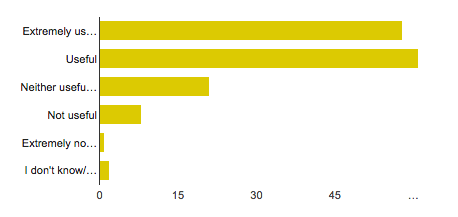 Extremely us…
Useful
Neither usefu…
Not useful
Extremely no…
I don't know/…
0 15 30 45 …